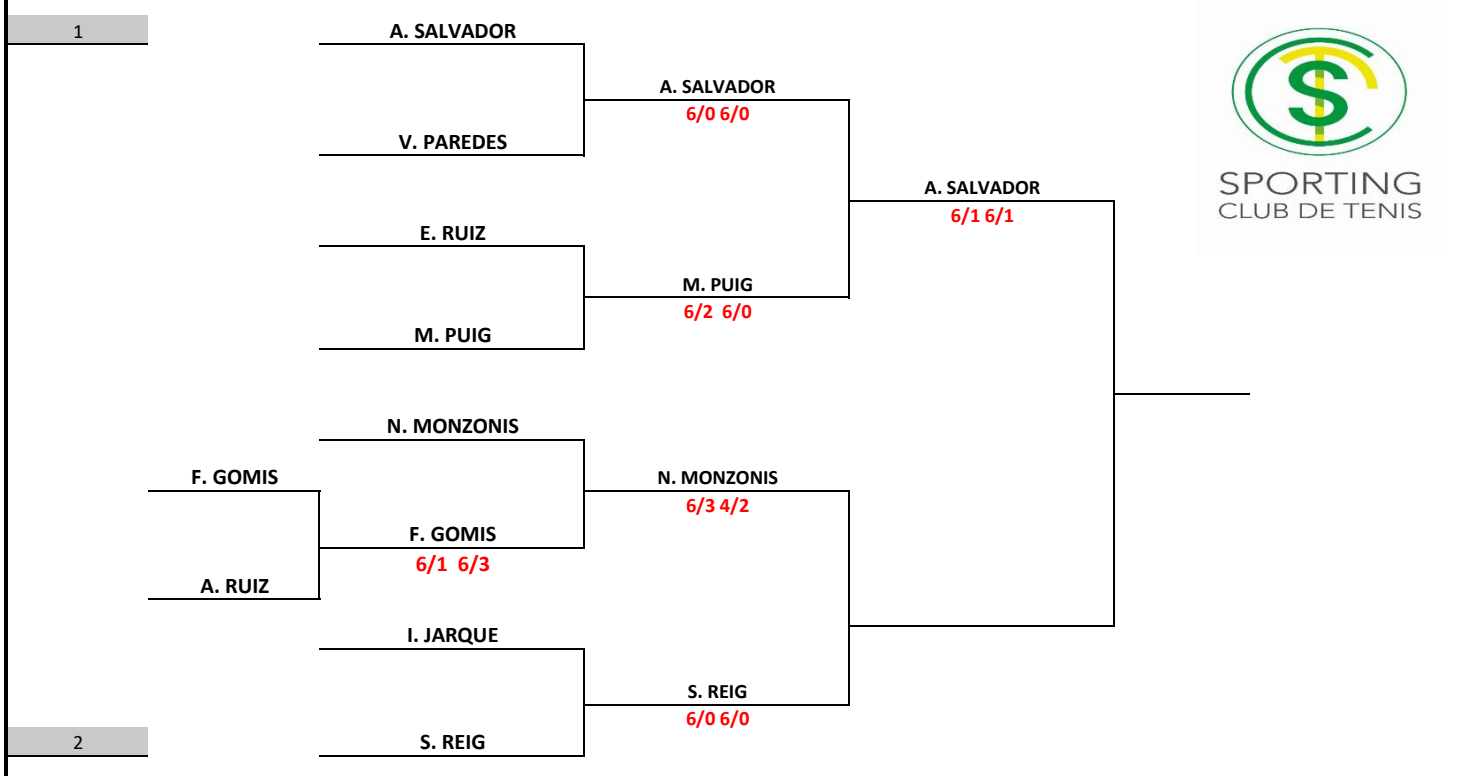 1
A. SALVADOR
A. SALVADOR
6/0 6/0
V. PAREDES
A. SALVADOR
6/1 6/1
E. RUIZ
M. PUIG
6/2 6/0
M. PUIG
N. MONZONIS
F. GOMIS
N. MONZONIS
6/3 4/2
F. GOMIS
6/1 6/3
A. RUIZ
I. JARQUE
S. REIG
6/0 6/0
2
S. REIG
SPORTING
CLUB DE TENIS